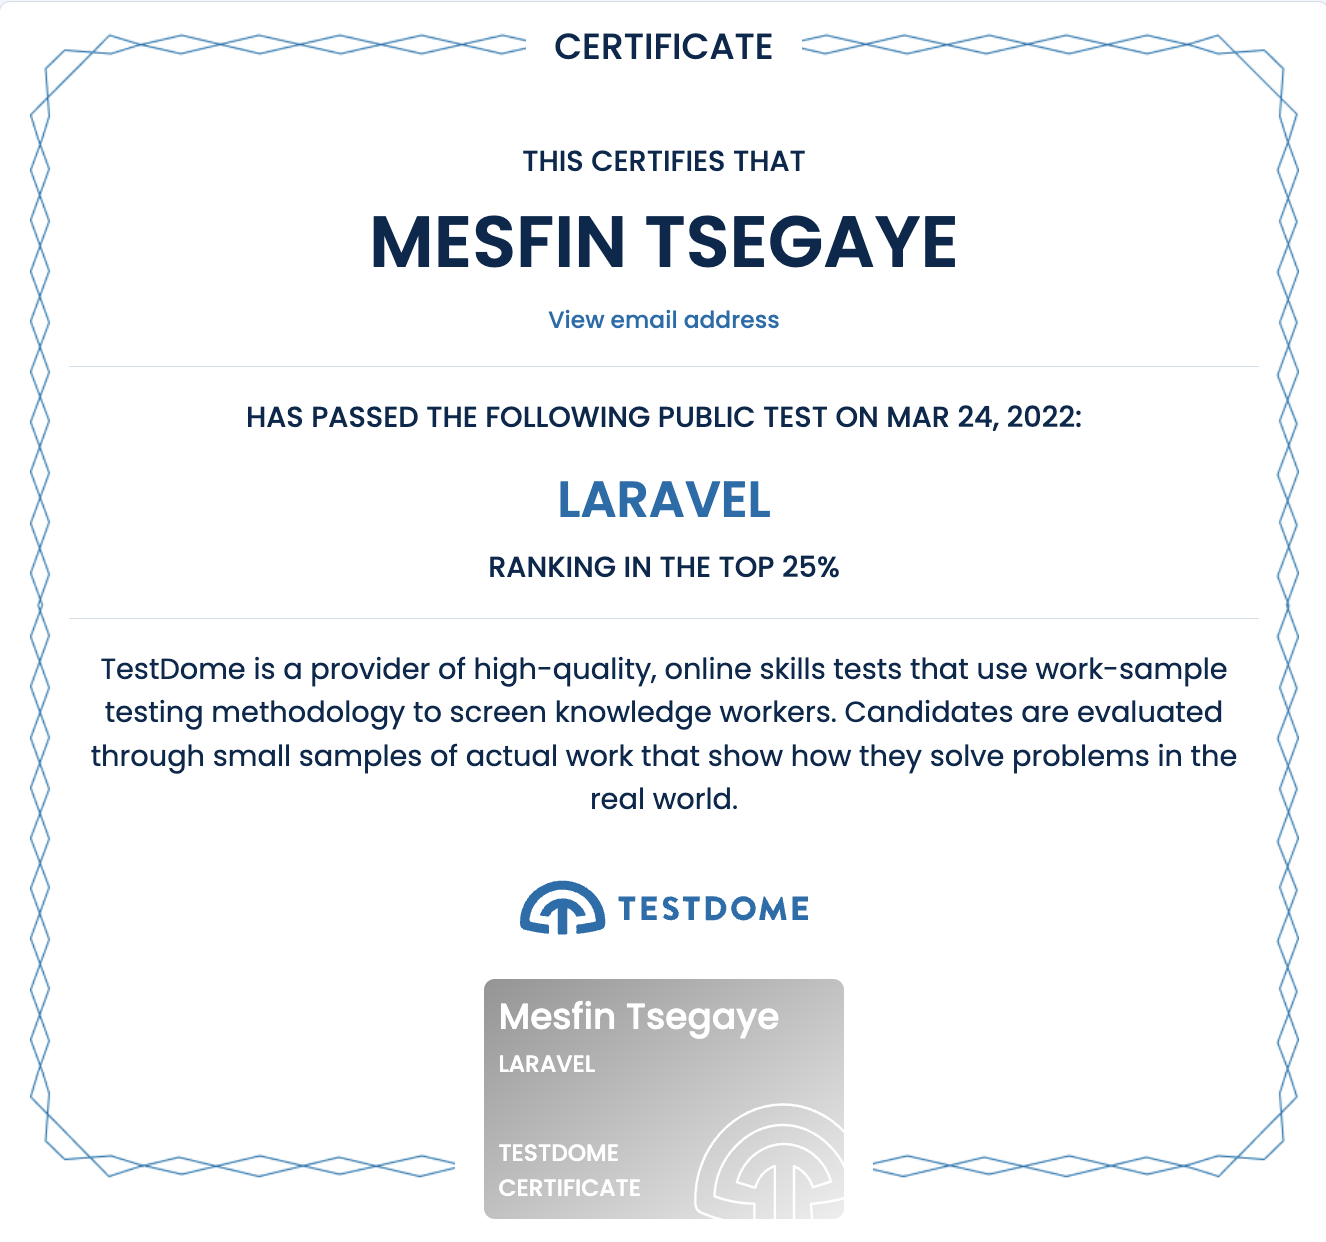 CERTIFICATE
THIS CERTIFIES THAT
MESFIN TSEGAYE
View email address
HAS PASSED THE FOLLOWING PUBLIC TEST ON MAR 24, 2022:
LARAVEL
RANKING IN THE TOP 25%
TestDome is a provider of high-quality, online skills tests that use work-sample
testing methodology to screen knowledge workers. Candidates are evaluated
through small samples of actual work that show how they solve problems in the
real world.
TESTDOME
Mesfin Tsegaye
LARAVEL
TESTDOME
CERTIFICATE